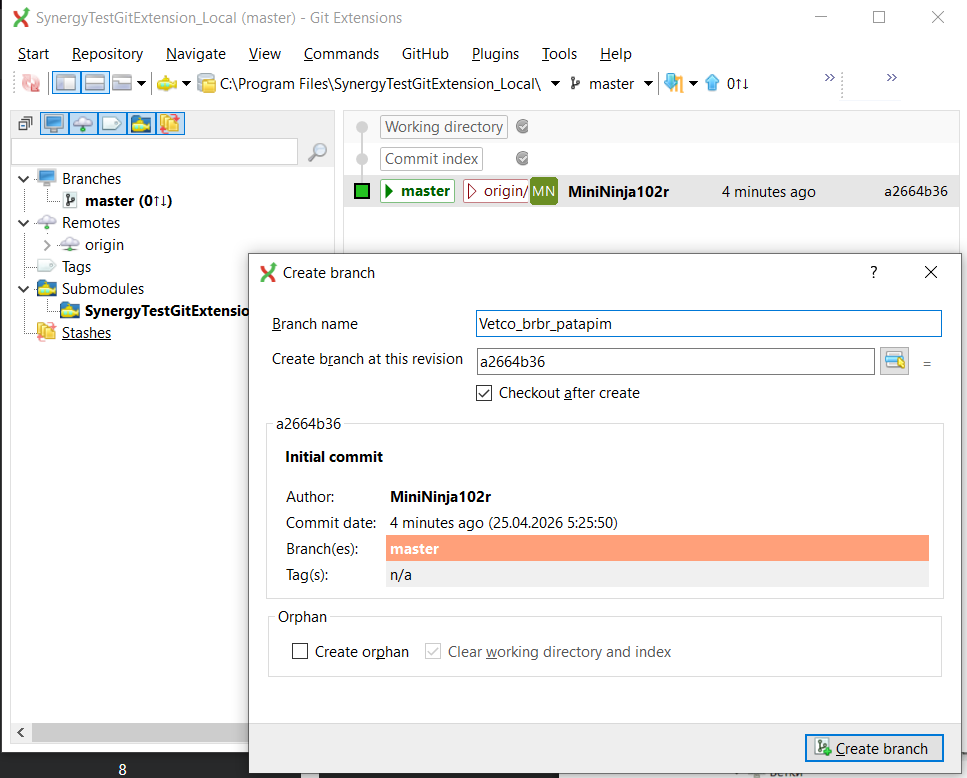 SynergyTestGitExtension_Local (master) - Git Extensions
Start Repository Navigate View Commands GitHub Plugins Tools Help
C:\Program Files\SynergyTestGitExtension_Local\ master 0↑↓ » »
Working directory
Commit index
master origin/ MN MiniNinja102r 4 minutes ago a2664b36
Branches
master (0↑↓)
Remotes
origin
Tags
Submodules
SynergyTestGitExtensio
Stashes
Create branch ?
Branch name Vetco_brbr_patapim
Create branch at this revision a2664b36 =
Checkout after create
a2664b36
Initial commit
Author: MiniNinja102r
Commit date: 4 minutes ago (25.04.2026 5:25:50)
Branch(es): master
Tag(s): n/a
Orphan
Create orphan Clear working directory and index
Create branch
8